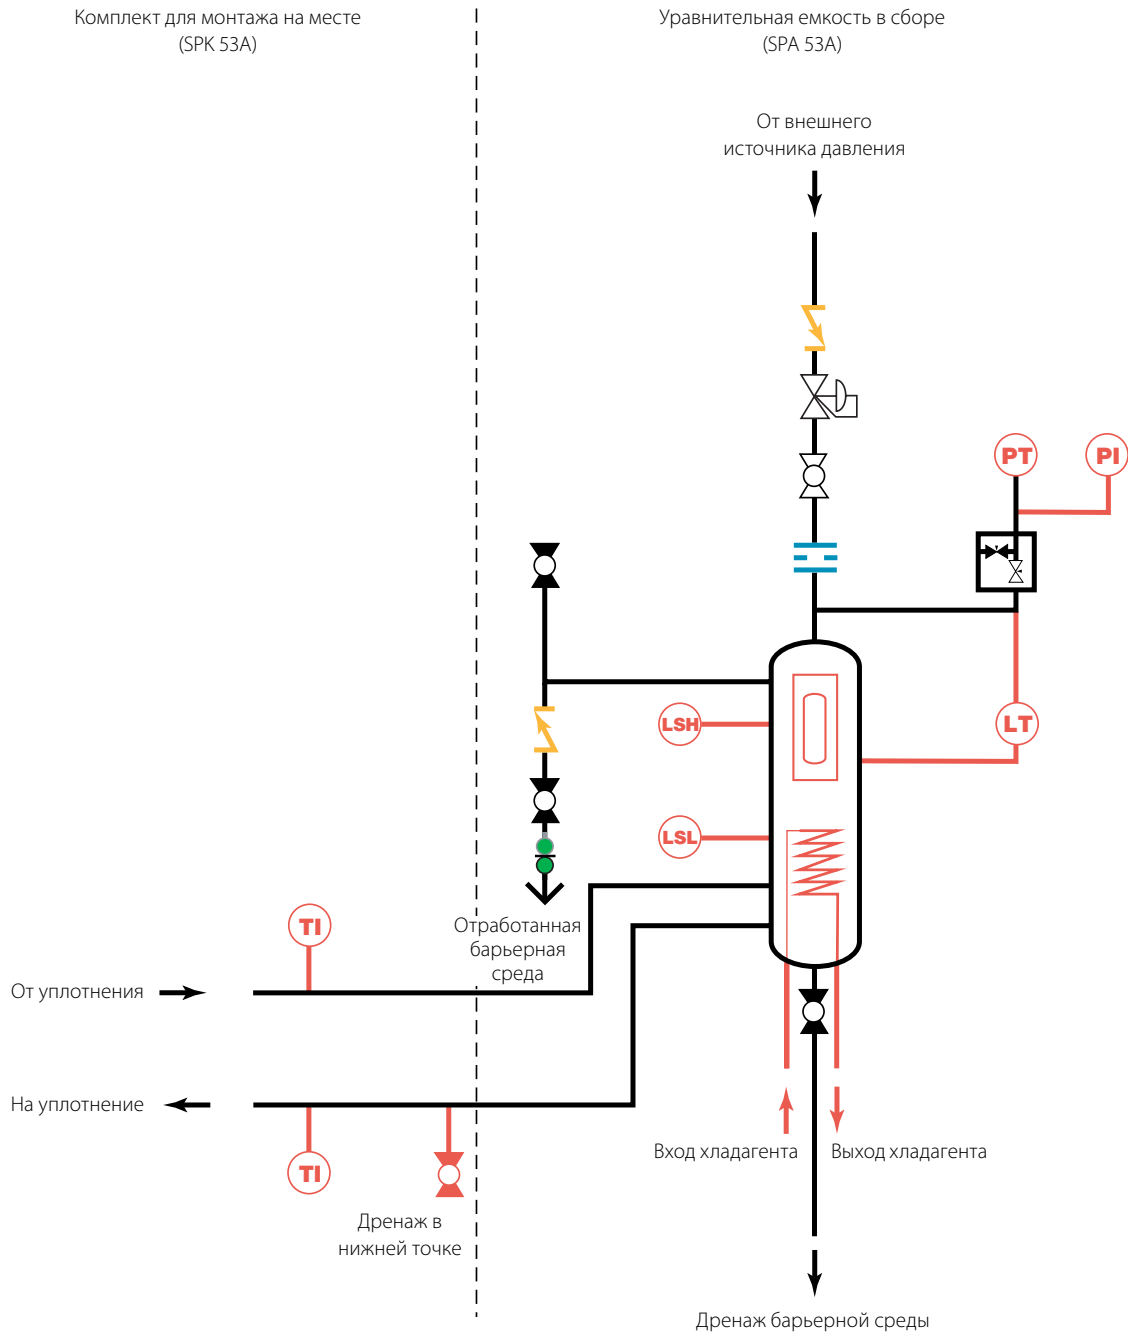 Комплект для монтажа на месте
(SPK 53A)
Уравнительная емкость в сборе
(SPA 53A)
От внешнего
источника давления
PT
PI
LSH
LT
LSL
TI
Отработанная
барьерная
среда
От уплотнения
На уплотнение
TI
Вход хладагента
Выход хладагента
Дренаж в
нижней точке
Дренаж барьерной среды